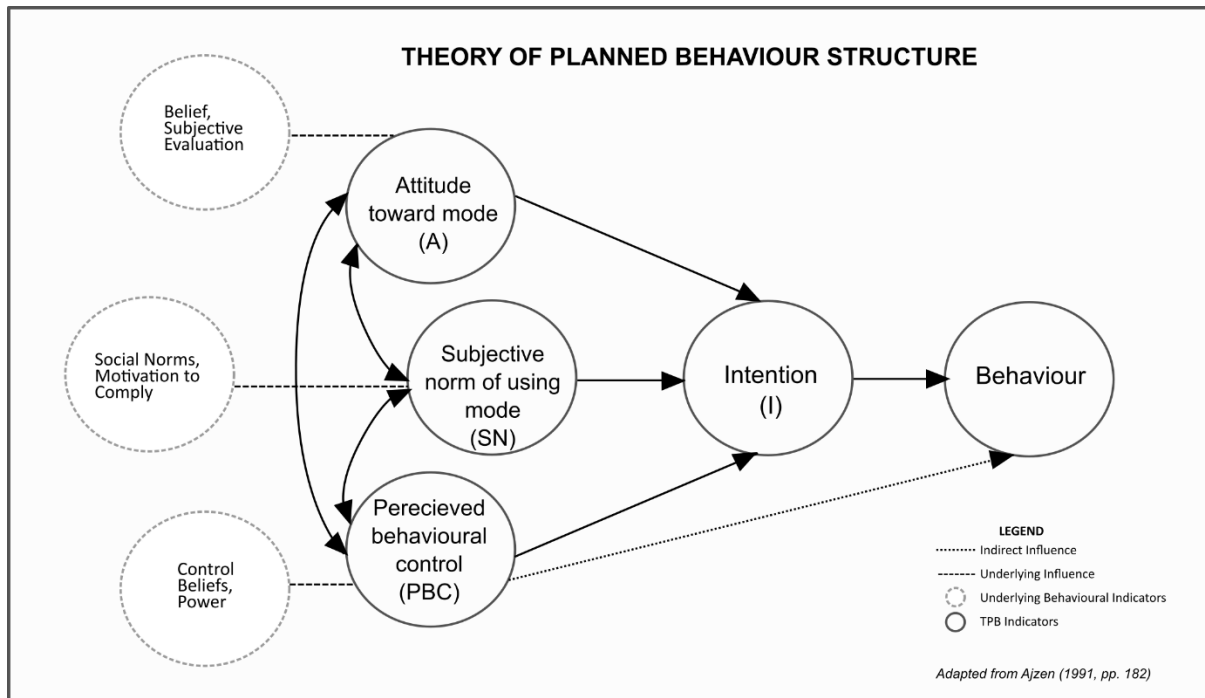 THEORY OF PLANNED BEHAVIOUR STRUCTURE
Belief,
Subjective
Evaluation
Attitude
toward mode
(A)
Social Norms,
Motivation to
Comply
Subjective
norm of using
mode
(SN)
Intention
(I)
Behaviour
Control
Beliefs,
Power
Perecieved
behavioural
control
(PBC)
LEGEND
Indirect Influence
Underlying Influence
Underlying Behavioural Indicators
TPB Indicators
Adapted from Ajzen (1991, pp. 182)